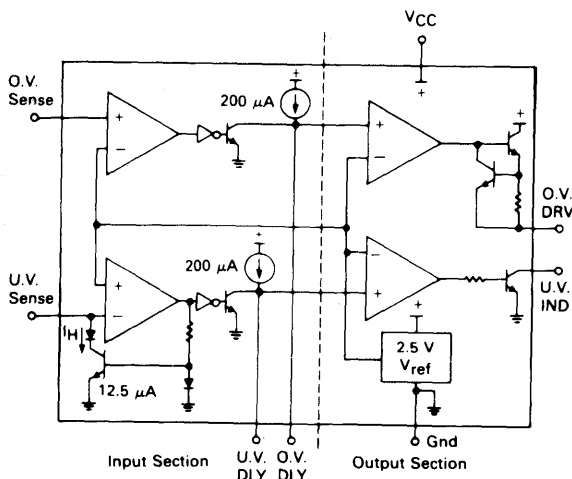 VCC
O.V.
Sense
200 µA
+
+
+
−
+
−
+
O.V.
DRV
200 µA
+
U.V.
Sense
+
−
−
+
U.V.
IND
IH
12.5 µA
+
2.5 V
Vref
Gnd
U.V.
DLY
O.V.
DLY
Input Section
Output Section